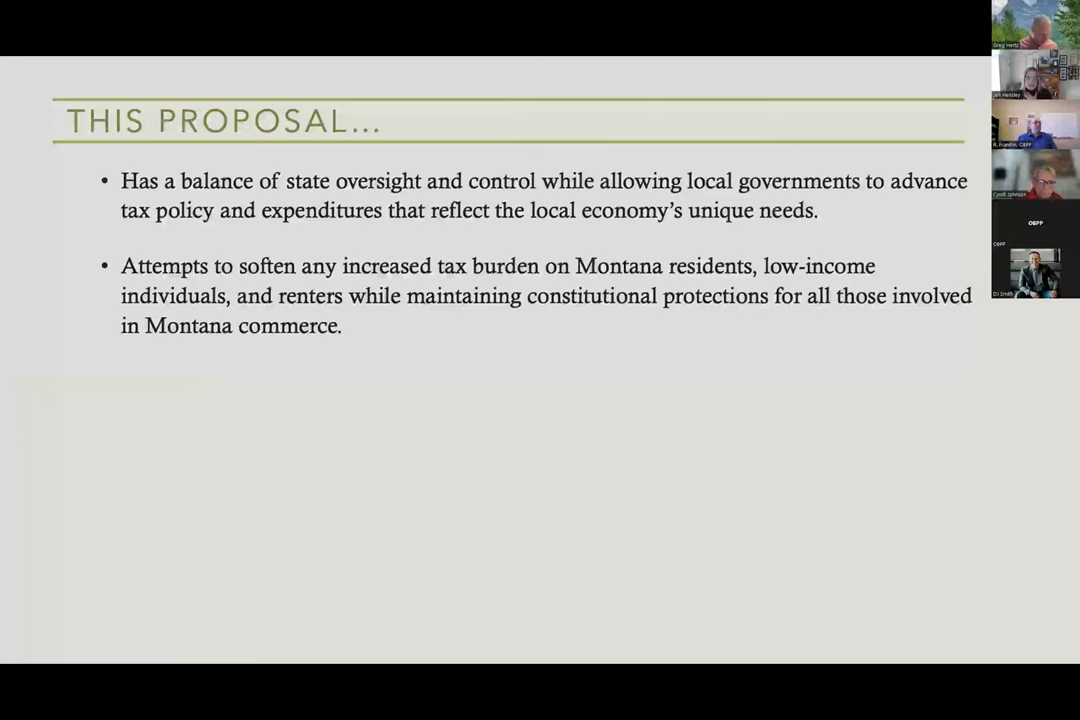 THIS PROPOSAL...
• Has a balance of state oversight and control while allowing local governments to advance
tax policy and expenditures that reflect the local economy’s unique needs.
• Attempts to soften any increased tax burden on Montana residents, low-income
individuals, and renters while maintaining constitutional protections for all those involved
in Montana commerce.
Greg Hertz
Jeni Hensley
R. Franklin, OBPP
Cyndi Johnson
OBPP
OBPP
DJ Smith